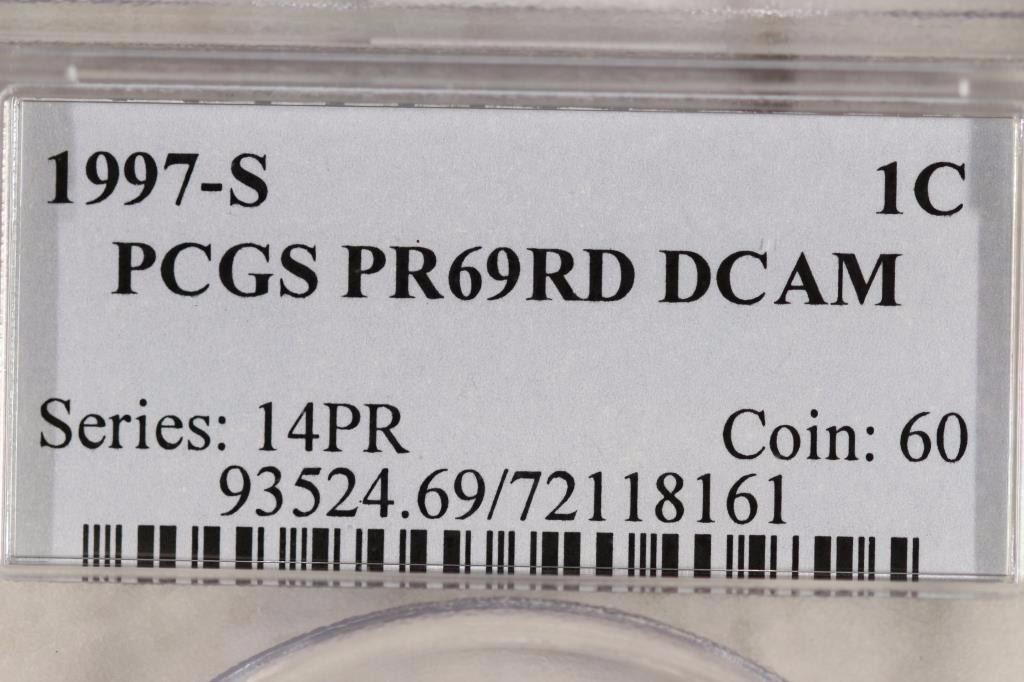 1997-S 1C
PCGS PR69RD DCAM
Series: 14PR Coin: 60
93524.69/72118161